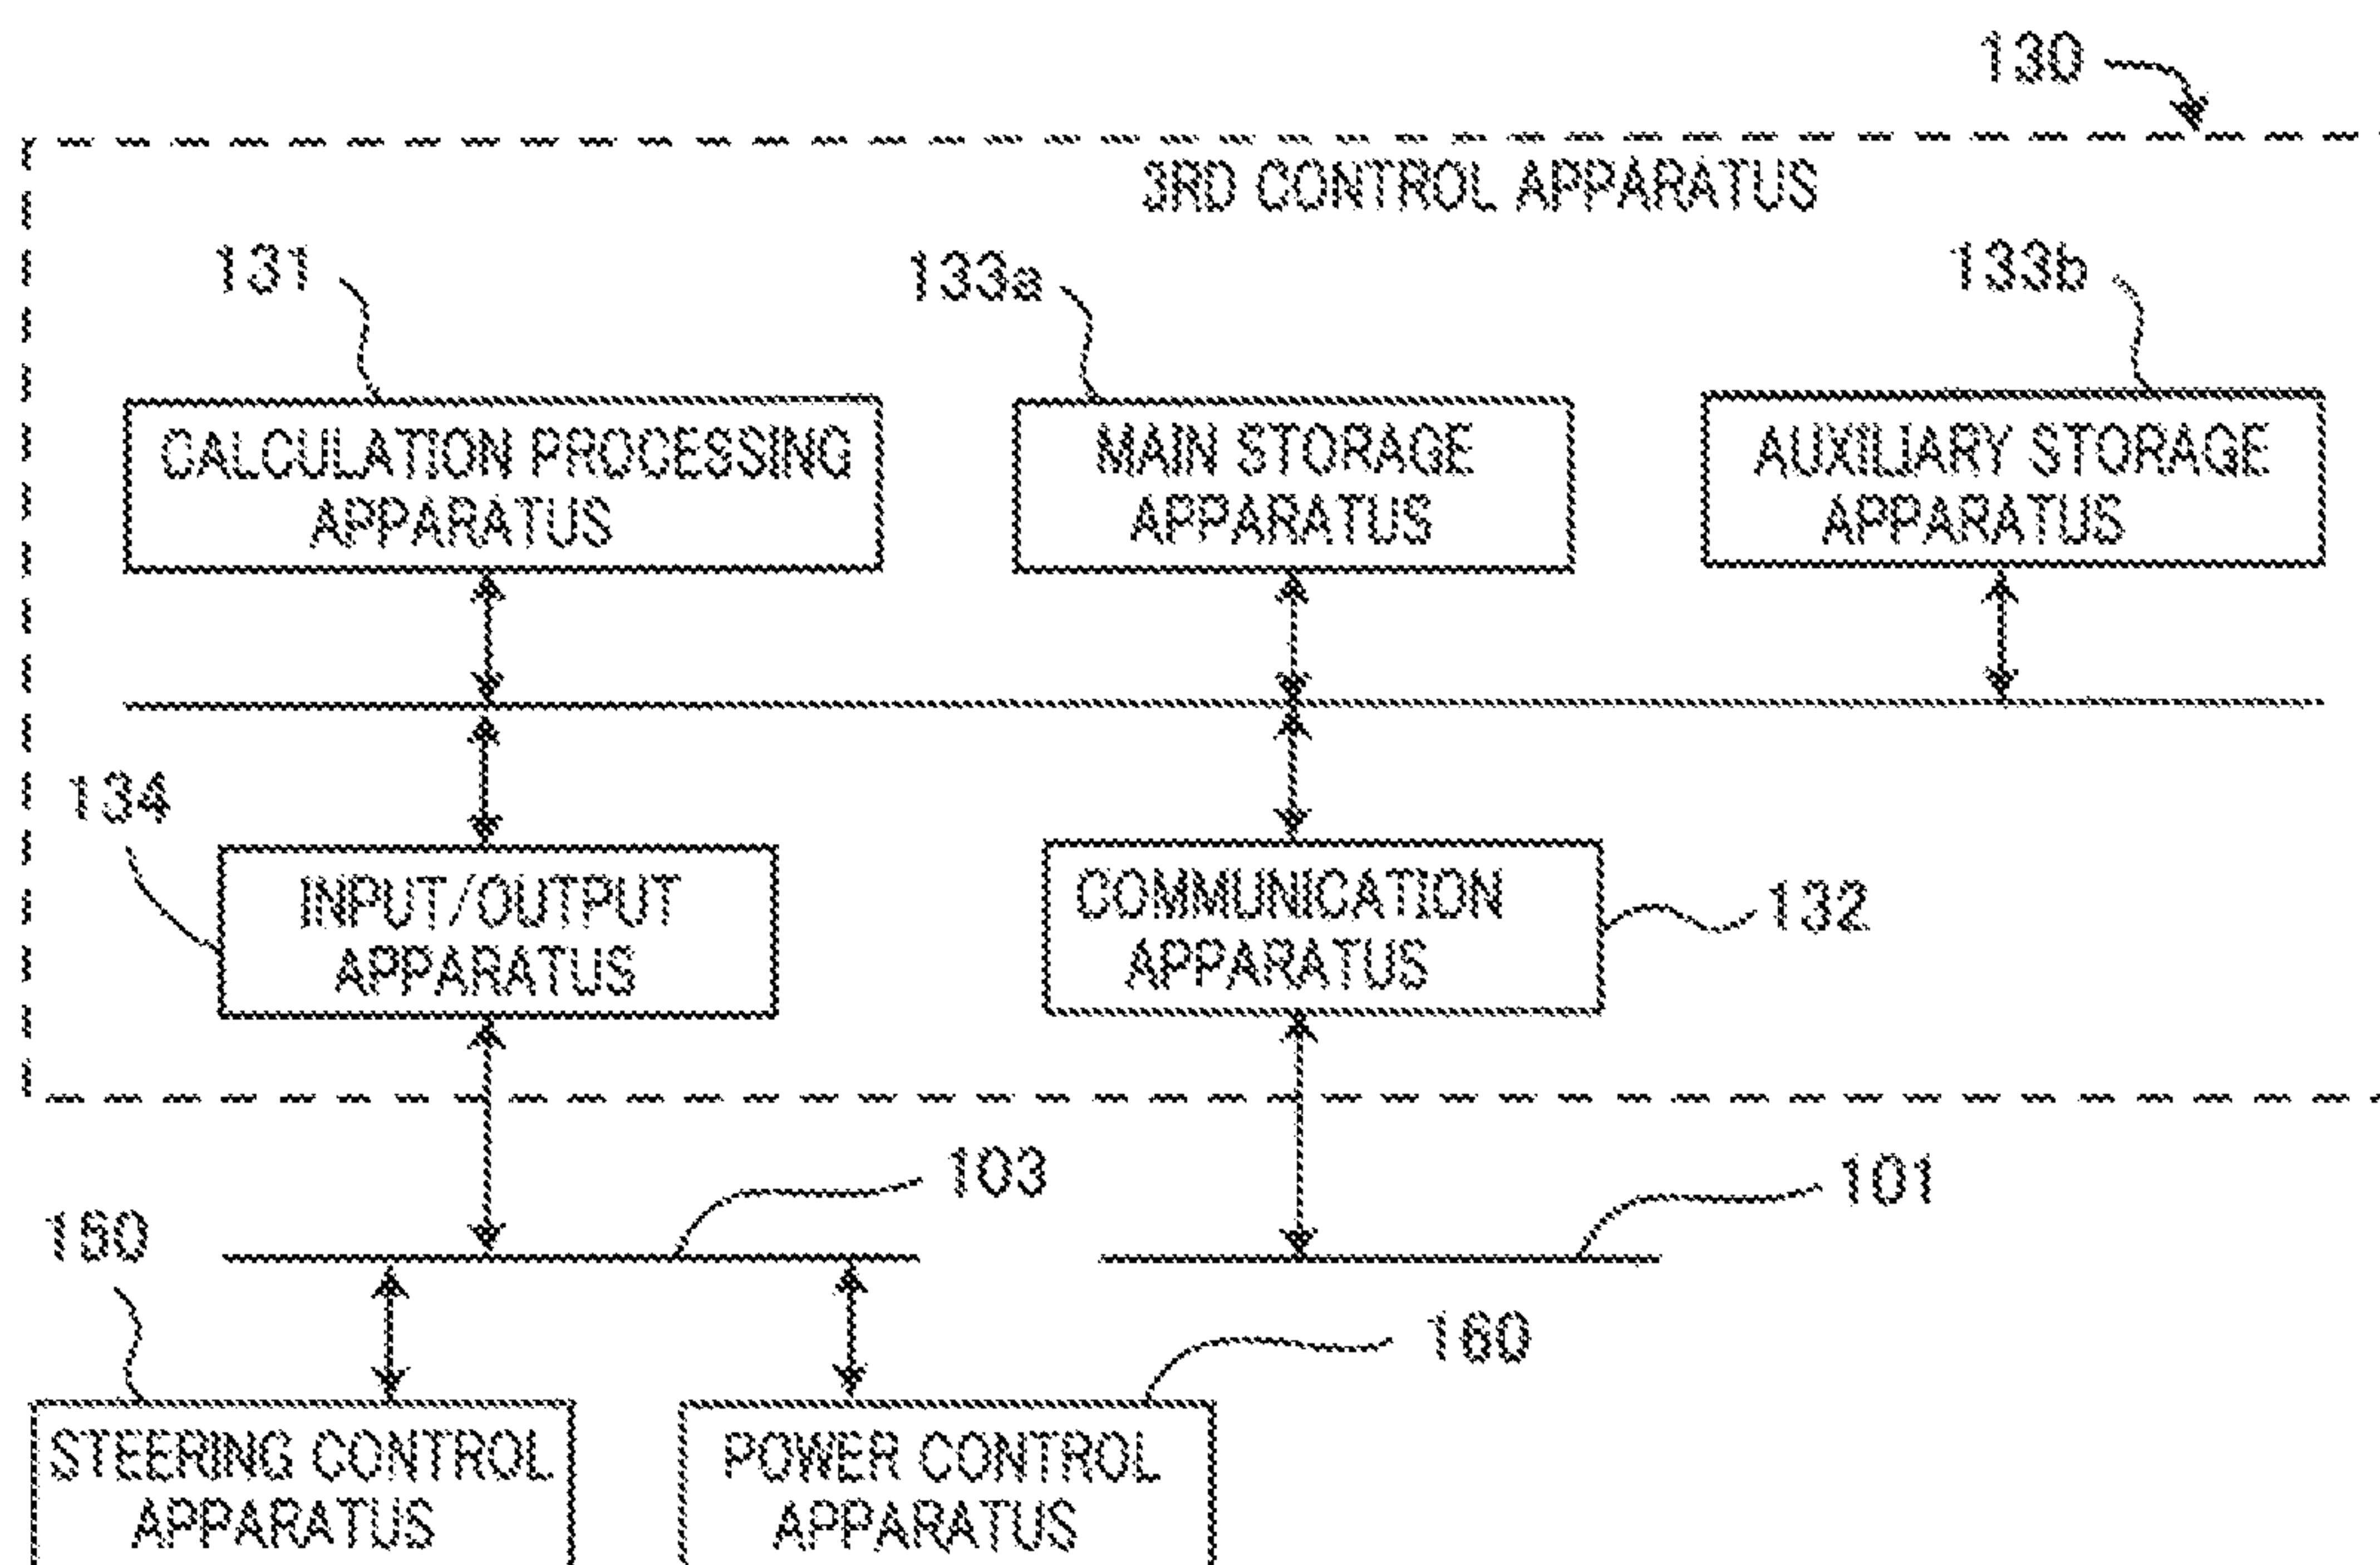 130
3RD CONTROL APPARATUS
131
133a
133b
CALCULATION PROCESSING
APPARATUS
MAIN STORAGE
APPARATUS
AUXILIARY STORAGE
APPARATUS
134
INPUT/OUTPUT
APPARATUS
COMMUNICATION
APPARATUS
132
103
101
150
160
STEERING CONTROL
APPARATUS
POWER CONTROL
APPARATUS